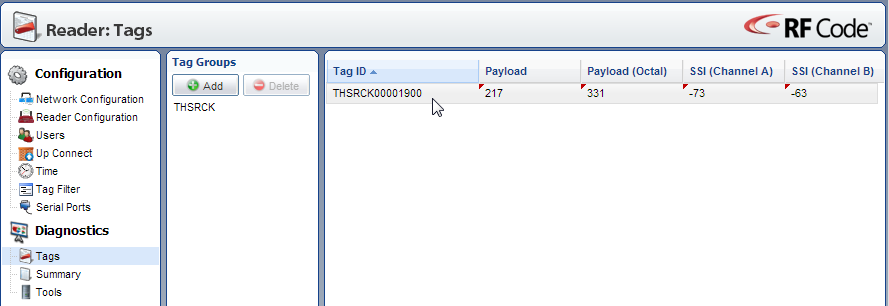 Reader: Tags
RF Code™
Configuration
Network Configuration
Reader Configuration
Users
Up Connect
Time
Tag Filter
Serial Ports
Diagnostics
Tags
Summary
Tools
Tag Groups
Add Delete
THSRCK
Tag ID Payload Payload (Octal) SSI (Channel A) SSI (Channel B)
THSRCK00001900 217 331 -73 -63